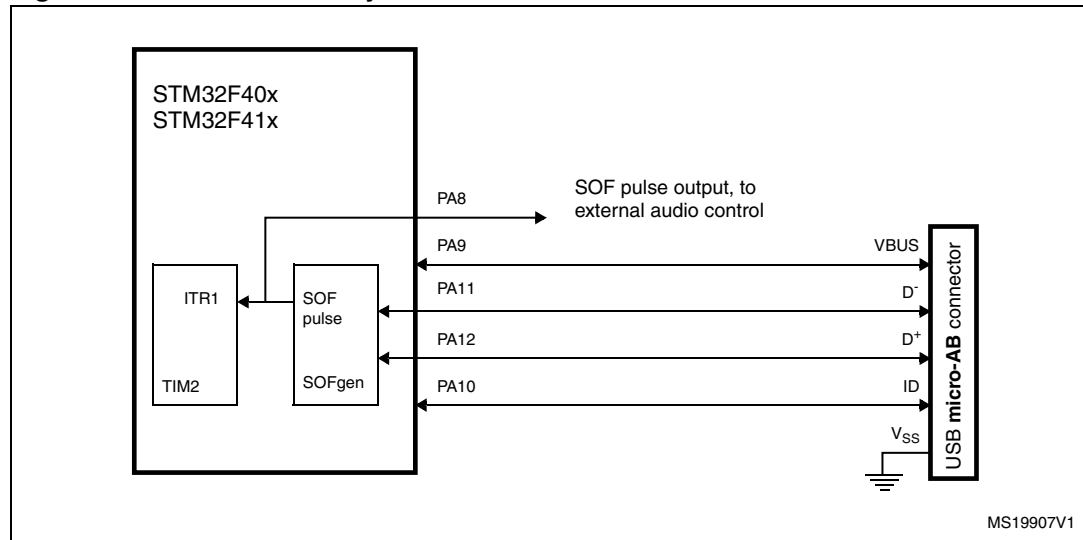 STM32F40x
STM32F41x
PA8
SOF pulse output, to
external audio control
PA9
VBUS
ITR1
SOF
pulse
PA11
D-
PA12
D+
TIM2
SOFgen
PA10
ID
VSS
USB micro-AB connector
MS19907V1